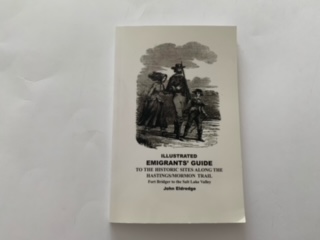 ILLUSTRATED
EMIGRANTS' GUIDE
TO THE HISTORIC SITES ALONG THE
HASTINGS/MORMON TRAIL
Fort Bridger to the Salt Lake Valley
John Eldredge